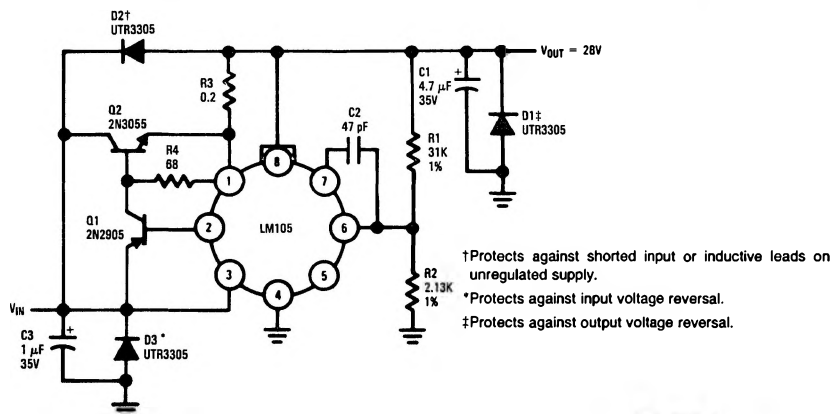 D2†
UTR3305
VOUT = 28V
R3
0.2
C1
4.7 μF
35V
+
D1‡
UTR3305
Q2
2N3055
C2
47 pF
R4
68
R1
31K
1%
1
8
7
Q1
2N2905
2
LM105
6
3
4
5
R2
2.13K
1%
VIN
C3
1 μF
35V
+
D3 *
UTR3305
†Protects against shorted input or inductive leads on
unregulated supply.
*Protects against input voltage reversal.
‡Protects against output voltage reversal.